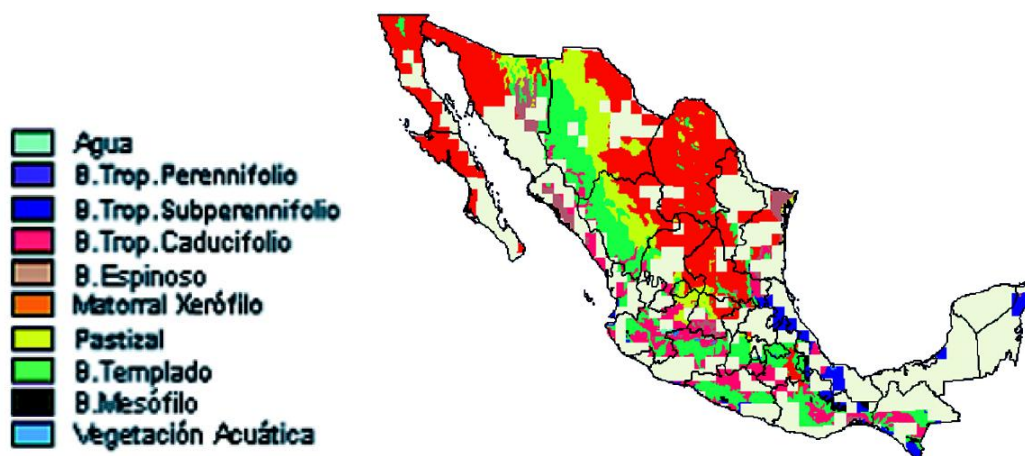 Agua
B.Trop.Perennifolio
B.Trop.Subperennifolio
B.Trop.Caducifolio
B.Espinoso
Matorral Xerófilo
Pastizal
B.Templado
B.Mesófilo
Vegetación Acuática